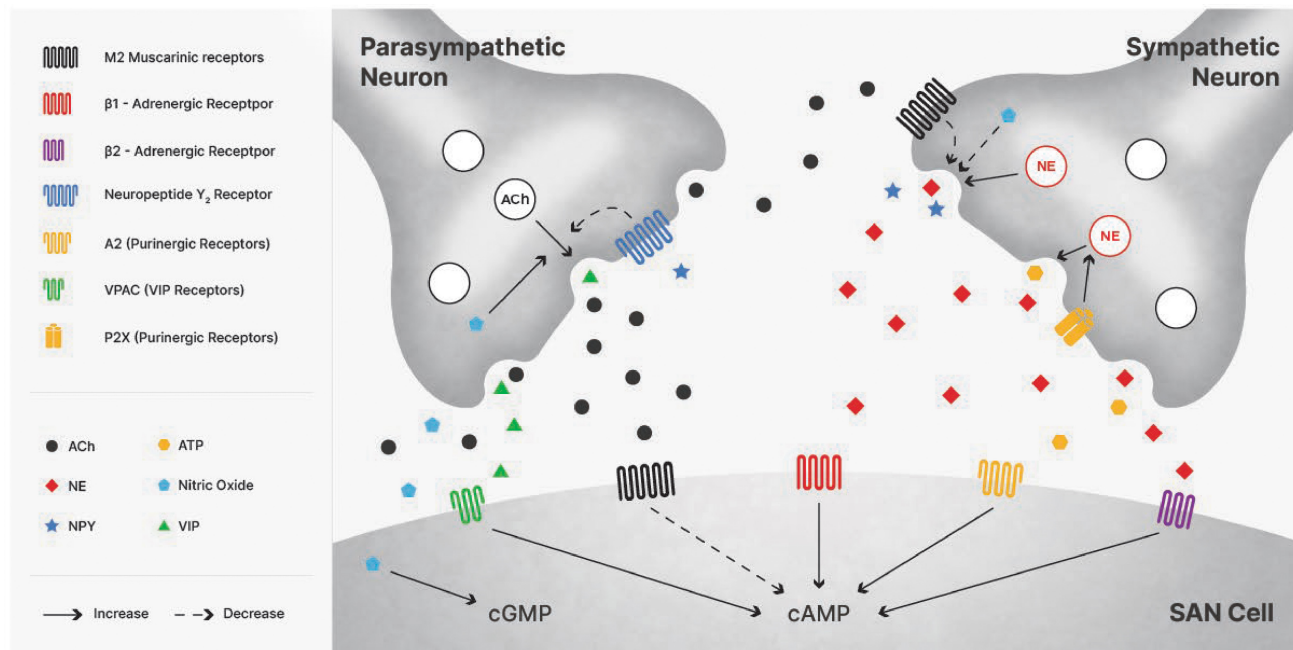 M2 Muscarinic receptors
β1 - Adrenergic Receptpor
β2 - Adrenergic Receptpor
Neuropeptide Y₂ Receptor
A2 (Purinergic Receptors)
VPAC (VIP Receptors)
P2X (Purinergic Receptors)
ACh
ATP
NE
Nitric Oxide
NPY
VIP
Increase
Decrease
Parasympathetic
Neuron
Sympathetic
Neuron
ACh
NE
NE
cGMP
cAMP
SAN Cell